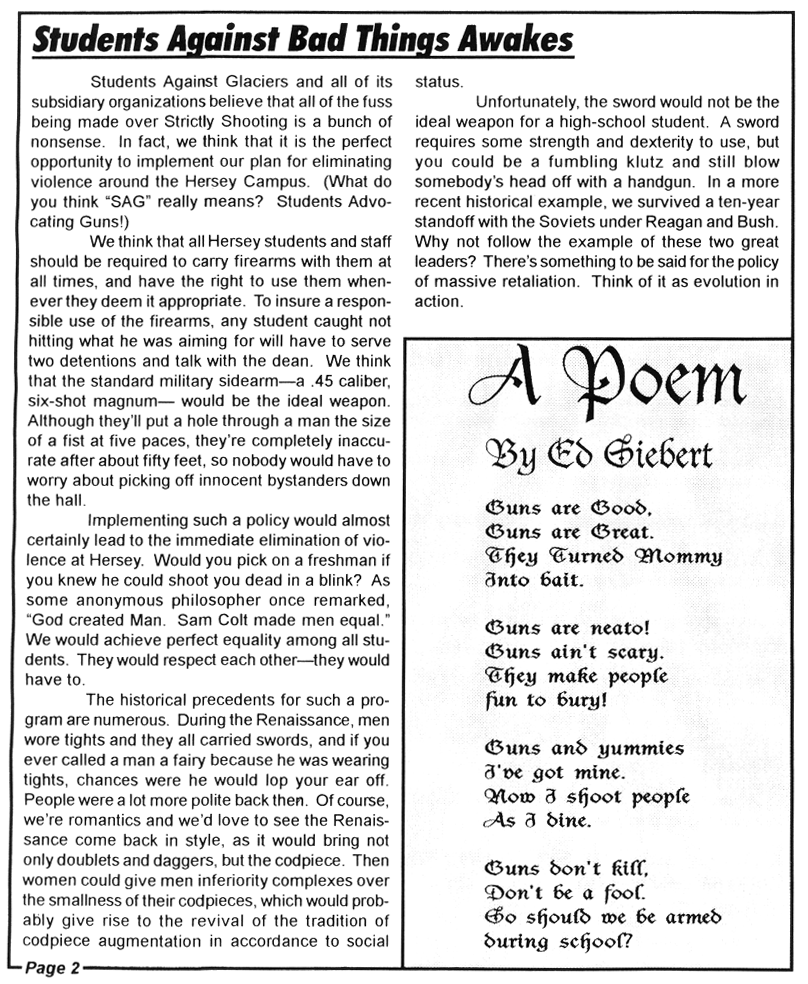 Students Against Bad Things Awakes
Students Against Glaciers and all of its
subsidiary organizations believe that all of the fuss
being made over Strictly Shooting is a bunch of
nonsense. In fact, we think that it is the perfect
opportunity to implement our plan for eliminating
violence around the Hersey Campus. (What do
you think “SAG” really means? Students Advo-
cating Guns!)
We think that all Hersey students and staff
should be required to carry firearms with them at
all times, and have the right to use them when-
ever they deem it appropriate. To insure a respon-
sible use of the firearms, any student caught not
hitting what he was aiming for will have to serve
two detentions and talk with the dean. We think
that the standard military sidearm—a .45 caliber,
six-shot magnum— would be the ideal weapon.
Although they'll put a hole through a man the size
of a fist at five paces, they're completely inaccu-
rate after about fifty feet, so nobody would have to
worry about picking off innocent bystanders down
the hall.
Implementing such a policy would almost
certainly lead to the immediate elimination of vio-
lence at Hersey. Would you pick on a freshman if
you knew he could shoot you dead in a blink? As
some anonymous philosopher once remarked,
“God created Man. Sam Colt made men equal.”
We would achieve perfect equality among all stu-
dents. They would respect each other—they would
have to.
The historical precedents for such a pro-
gram are numerous. During the Renaissance, men
wore tights and they all carried swords, and if you
ever called a man a fairy because he was wearing
tights, chances were he would lop your ear off.
People were a lot more polite back then. Of course,
we're romantics and we'd love to see the Renais-
sance come back in style, as it would bring not
only doublets and daggers, but the codpiece. Then
women could give men inferiority complexes over
the smallness of their codpieces, which would prob-
ably give rise to the revival of the tradition of
codpiece augmentation in accordance to social
status.
Unfortunately, the sword would not be the
ideal weapon for a high-school student. A sword
requires some strength and dexterity to use, but
you could be a fumbling klutz and still blow
somebody's head off with a handgun. In a more
recent historical example, we survived a ten-year
standoff with the Soviets under Reagan and Bush.
Why not follow the example of these two great
leaders? There's something to be said for the policy
of massive retaliation. Think of it as evolution in
action.
A Poem
By Ed Siebert
Guns are Good,
Guns are Great.
They Turned Mommy
Into bait.
Guns are neato!
Guns ain't scary.
They make people
fun to bury!
Guns and yummies
I've got mine.
Now I shoot people
As I dine.
Guns don't kill,
Don't be a fool.
So should we be armed
during school?
Page 2